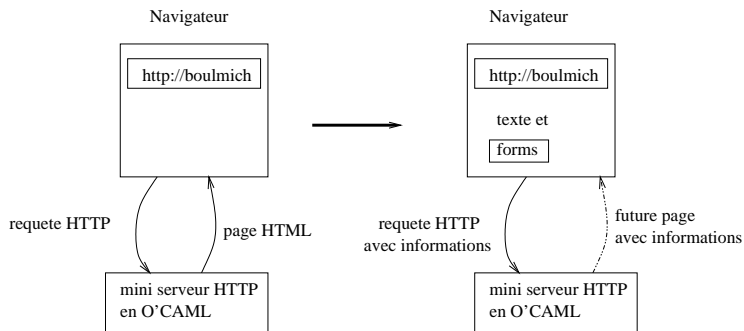 Navigateur
http://boulmich
requete HTTP
page HTML
mini serveur HTTP
en O'CAML
Navigateur
http://boulmich
texte et
forms
requete HTTP
avec informations
future page
avec informations
mini serveur HTTP
en O'CAML